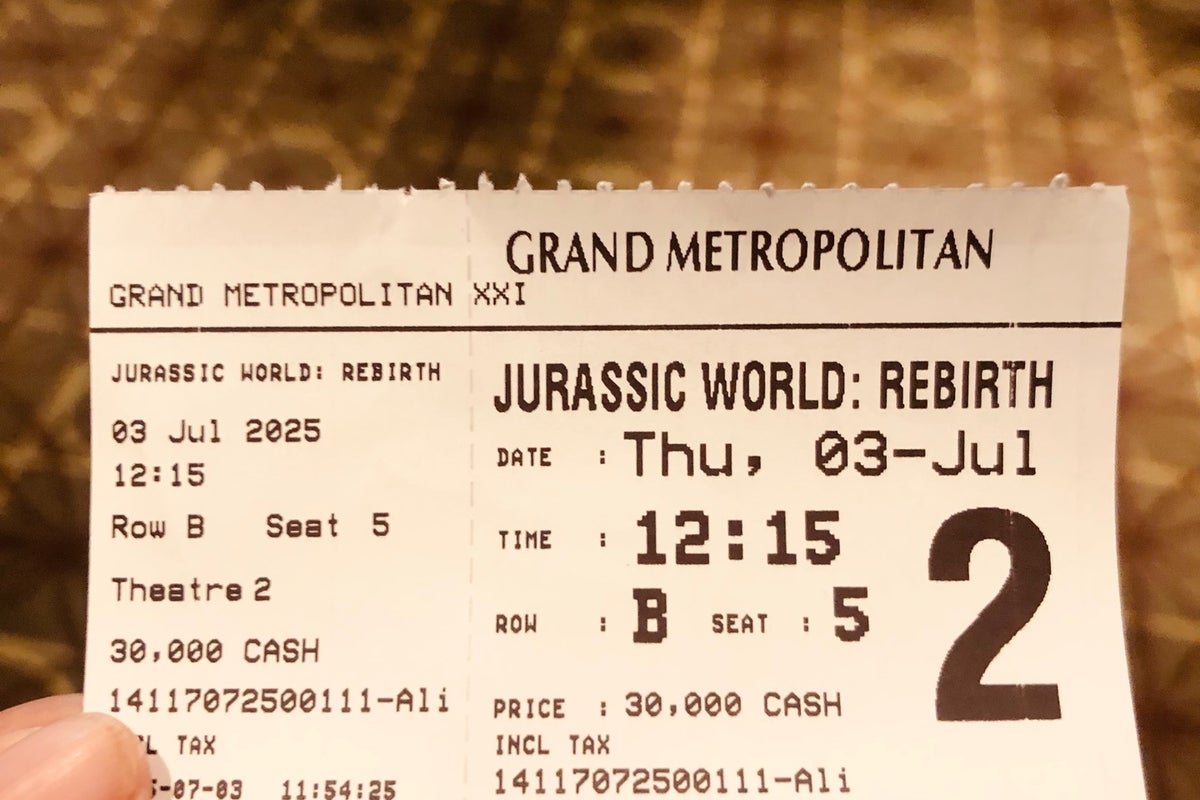 GRAND METROPOLITAN
GRAND METROPOLITAN XXI
JURASSIC WORLD: REBIRTH
03 Jul 2025
12:15
Row B Seat 5
Theatre 2
30,000 CASH
14117072500111-Ali
TAX
-07-03 11:54:25
JURASSIC WORLD: REBIRTH
DATE : Thu, 03-Jul
TIME : 12:15
ROW : B SEAT : 5
2
PRICE : 30,000 CASH
INCL TAX
14117072500111-Ali